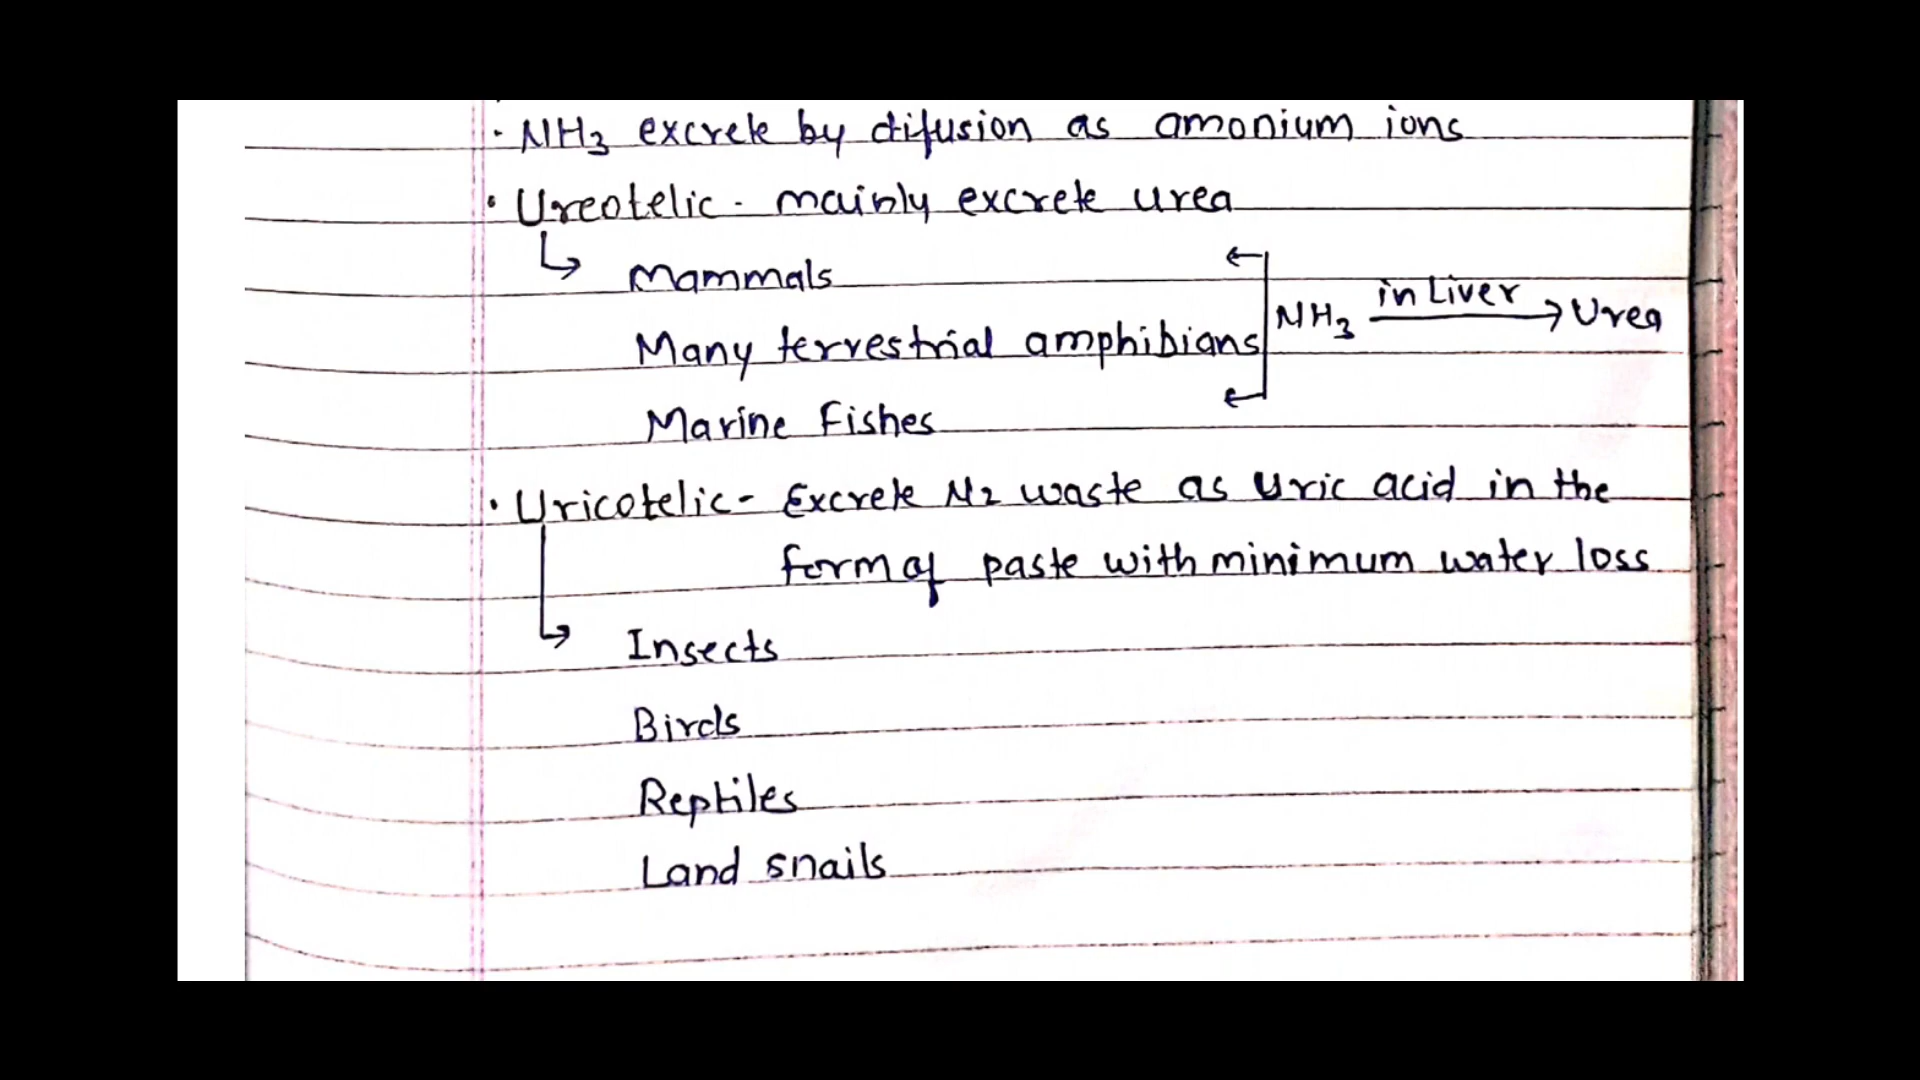 · NH3 excrete by difusion as amonium ions
· Ureotelic - mainly excrete urea
↳ Mammals
Many terrestrial amphibians
NH3 in Liver → Urea
Marine Fishes
· Uricotelic - Excrete N2 waste as Uric acid in the
form of paste with minimum water loss
↳ Insects
Birds
Reptiles
Land snails